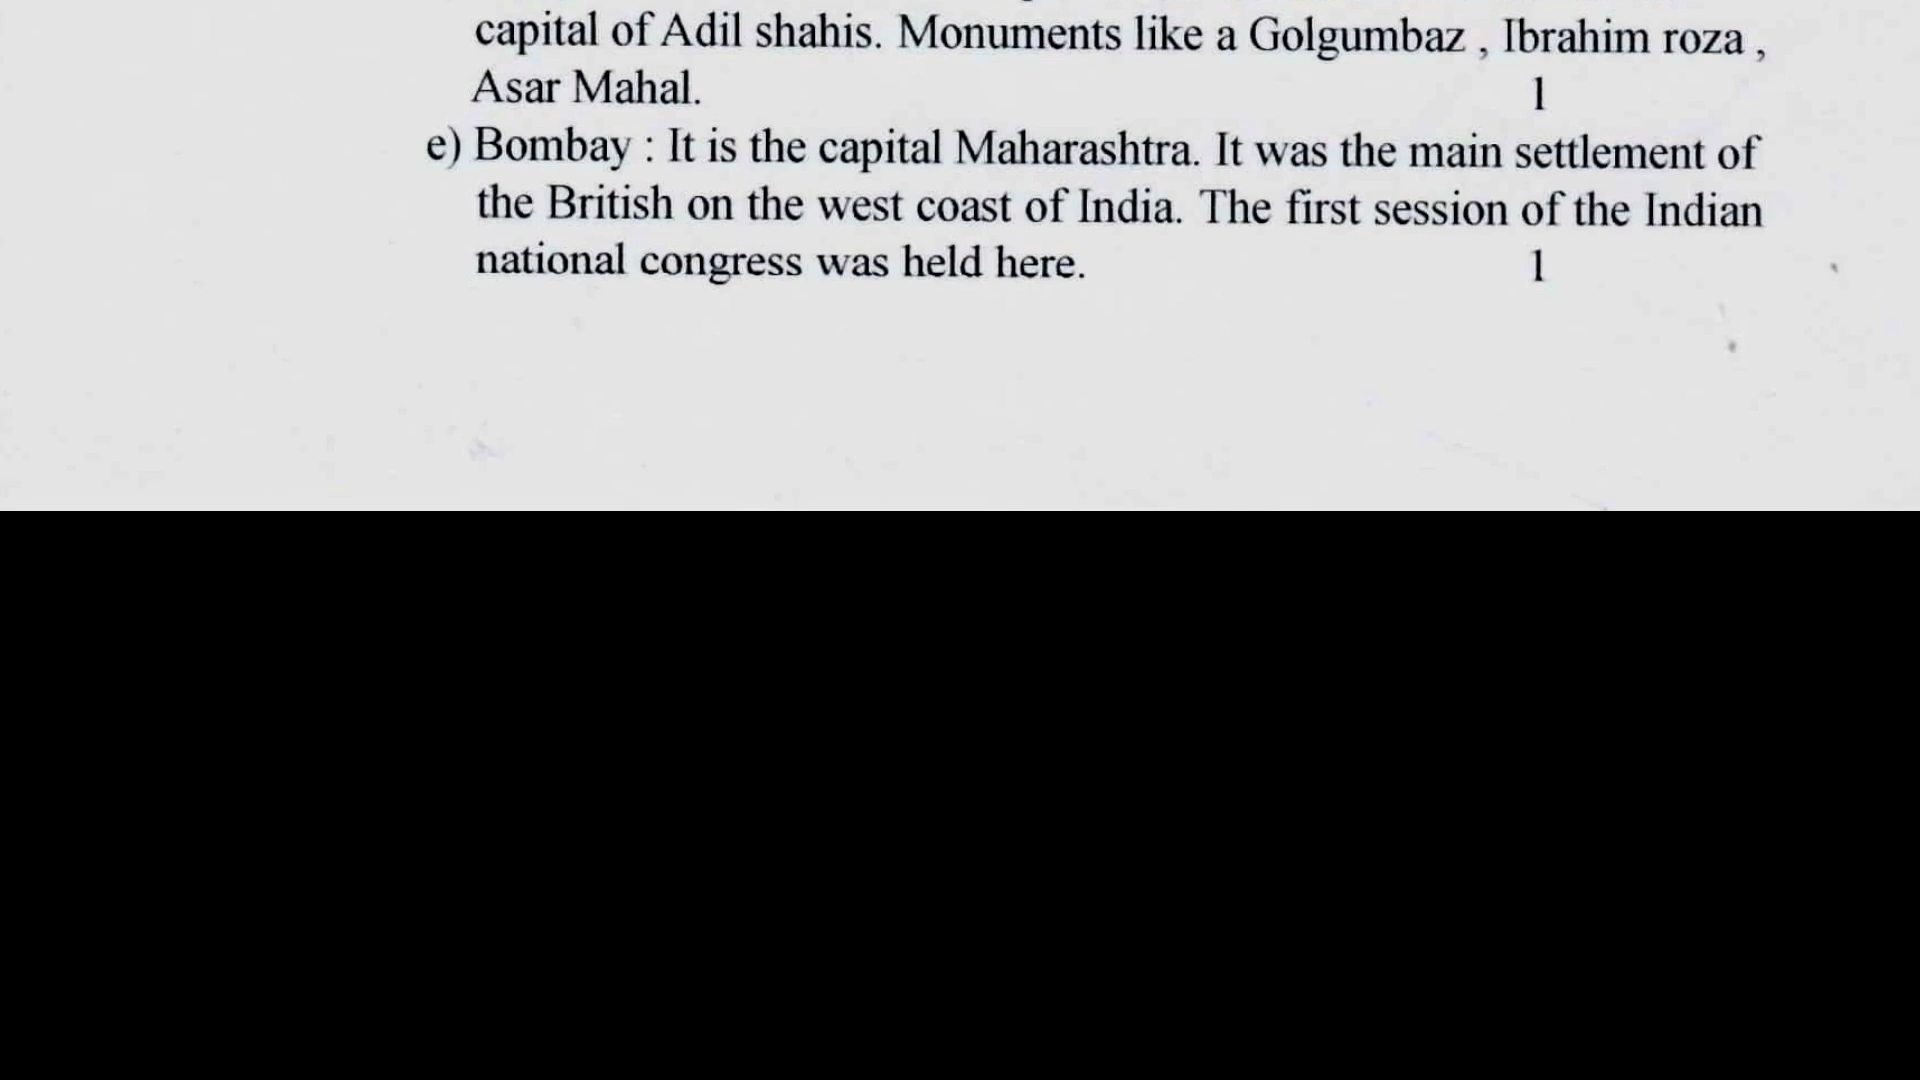 capital of Adil shahis. Monuments like a Golgumbaz , Ibrahim roza ,
Asar Mahal. 1
e) Bombay : It is the capital Maharashtra. It was the main settlement of
the British on the west coast of India. The first session of the Indian
national congress was held here. 1